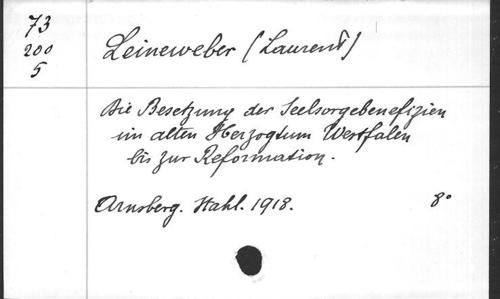 73
200
5
Leineweber (Laurent)
Die Besetzung der Seelsorgebenefizien
im alten Herzogtum Westfalen
bis zur Reformation.
Arnsberg. Stahl. 1918. 8°